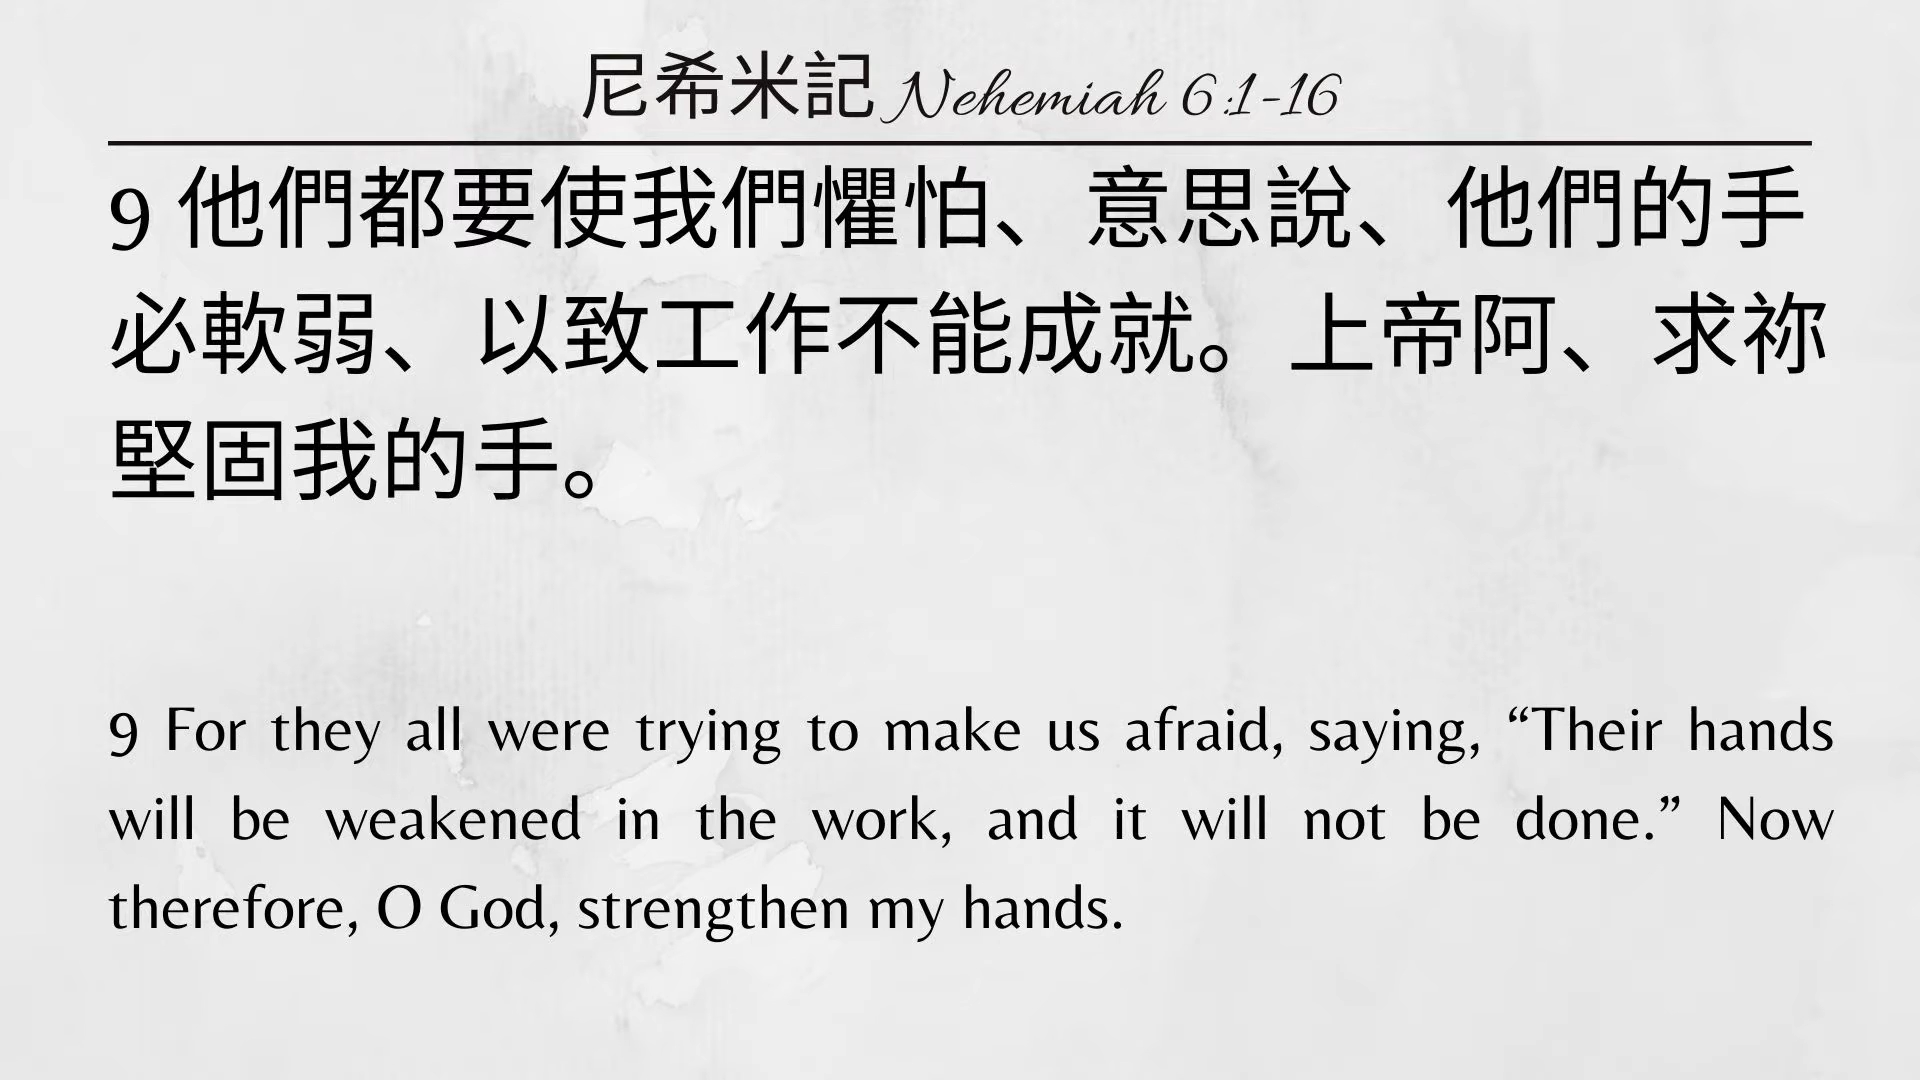 尼希米記 Nehemiah 6:1-16
9 他們都要使我們懼怕、意思說、他們的手
必軟弱、以致工作不能成就。上帝阿、求祢
堅固我的手。
9 For they all were trying to make us afraid, saying, “Their hands
will be weakened in the work, and it will not be done.” Now
therefore, O God, strengthen my hands.